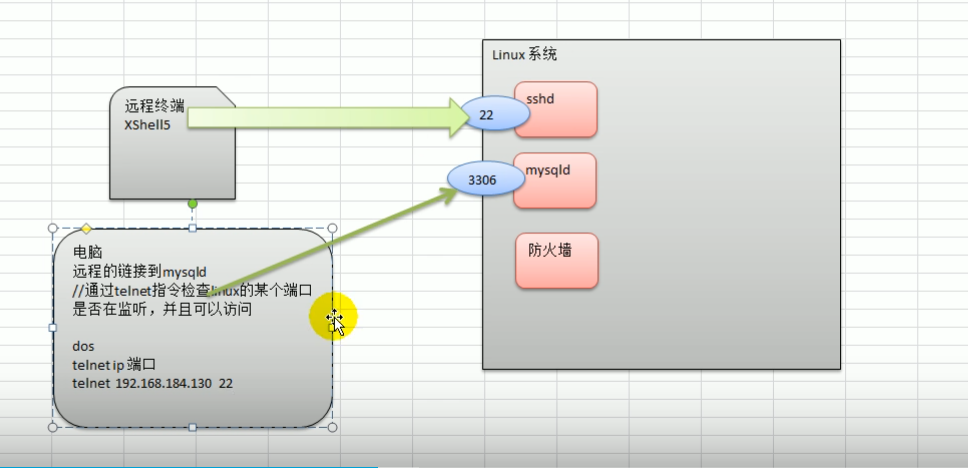 Linux 系统
远程终端
XShell5
22
sshd
3306
mysqld
防火墙
电脑
远程的链接到mysqld
//通过telnet指令检查linux的某个端口
是否在监听，并且可以访问
dos
telnet ip 端口
telnet 192.168.184.130 22